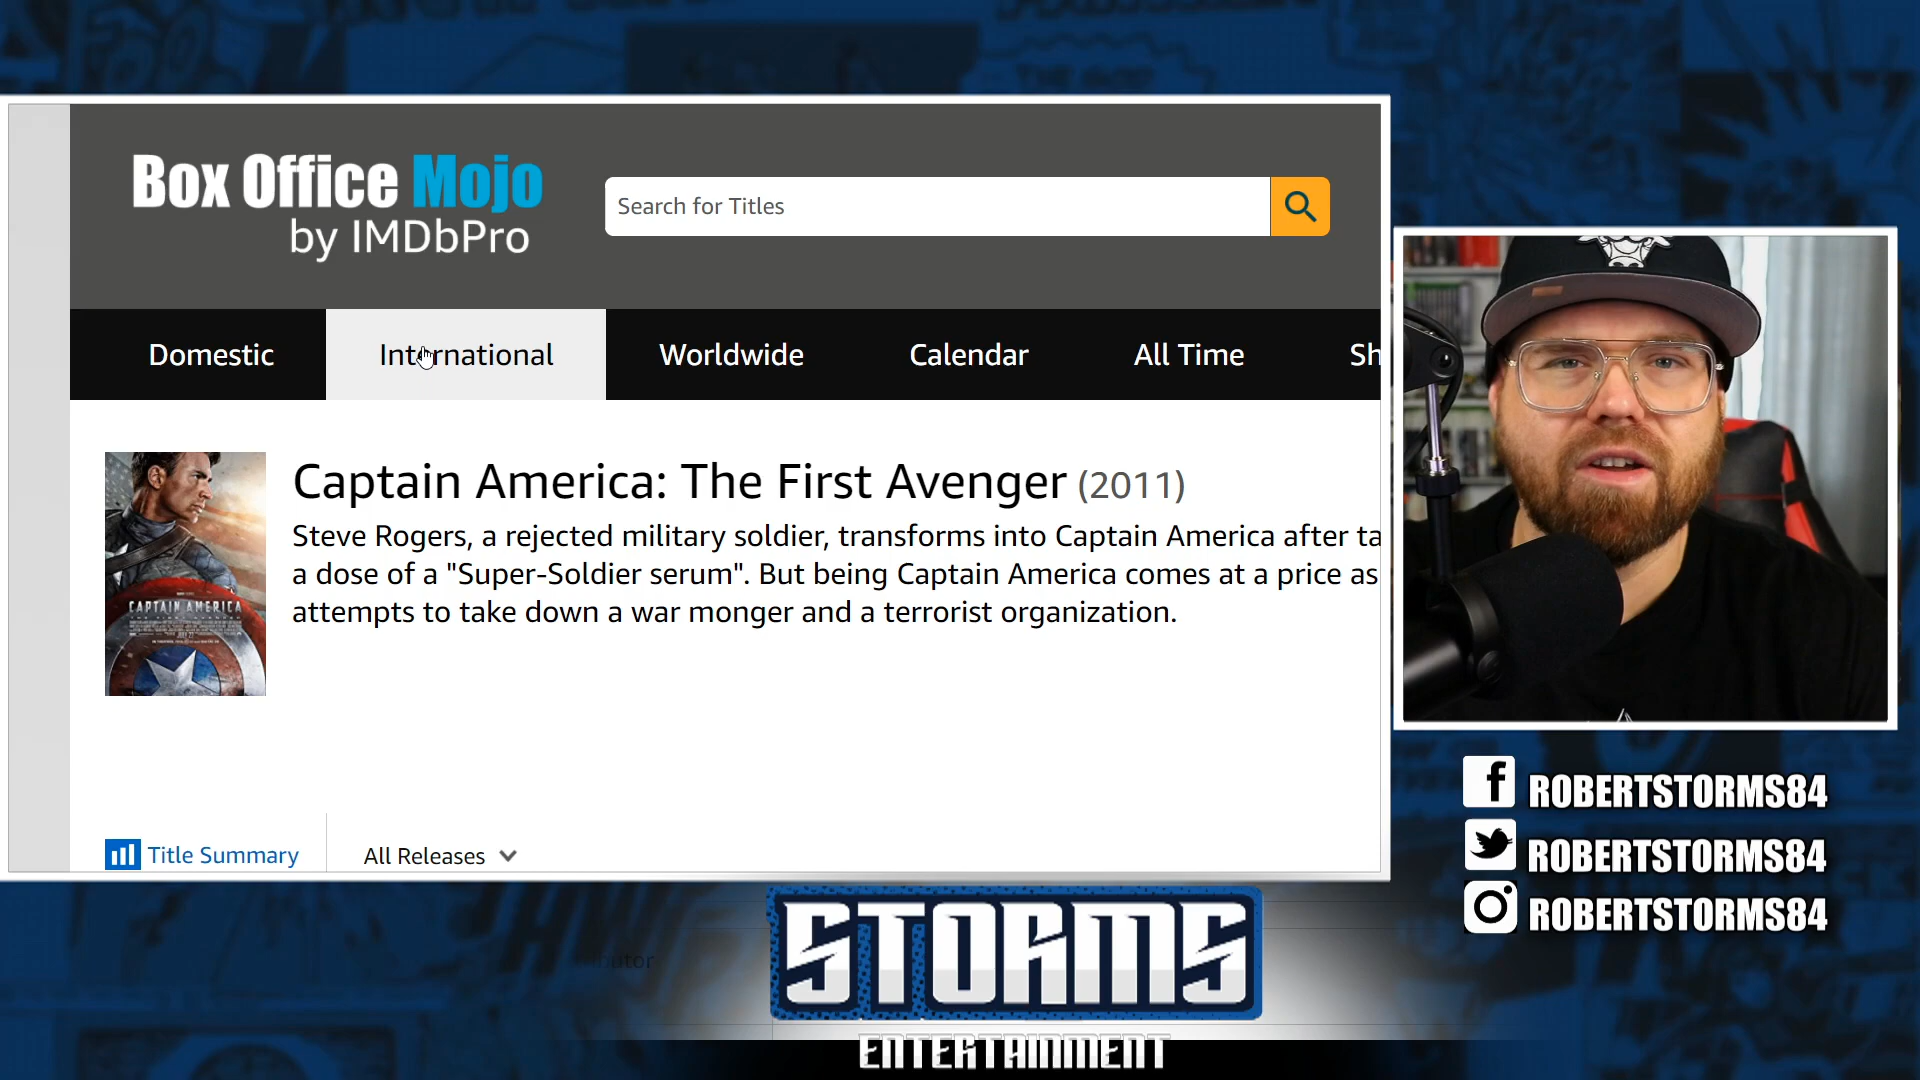 Box Office Mojo
by IMDbPro
Search for Titles
Domestic
International
Worldwide
Calendar
All Time
Sh
Captain America: The First Avenger (2011)
Steve Rogers, a rejected military soldier, transforms into Captain America after ta
a dose of a "Super-Soldier serum". But being Captain America comes at a price as
attempts to take down a war monger and a terrorist organization.
CAPTAIN AMERICA
Title Summary
All Releases
ROBERTSTORMS84
ROBERTSTORMS84
ROBERTSTORMS84
STORMS
ENTERTAINMENT